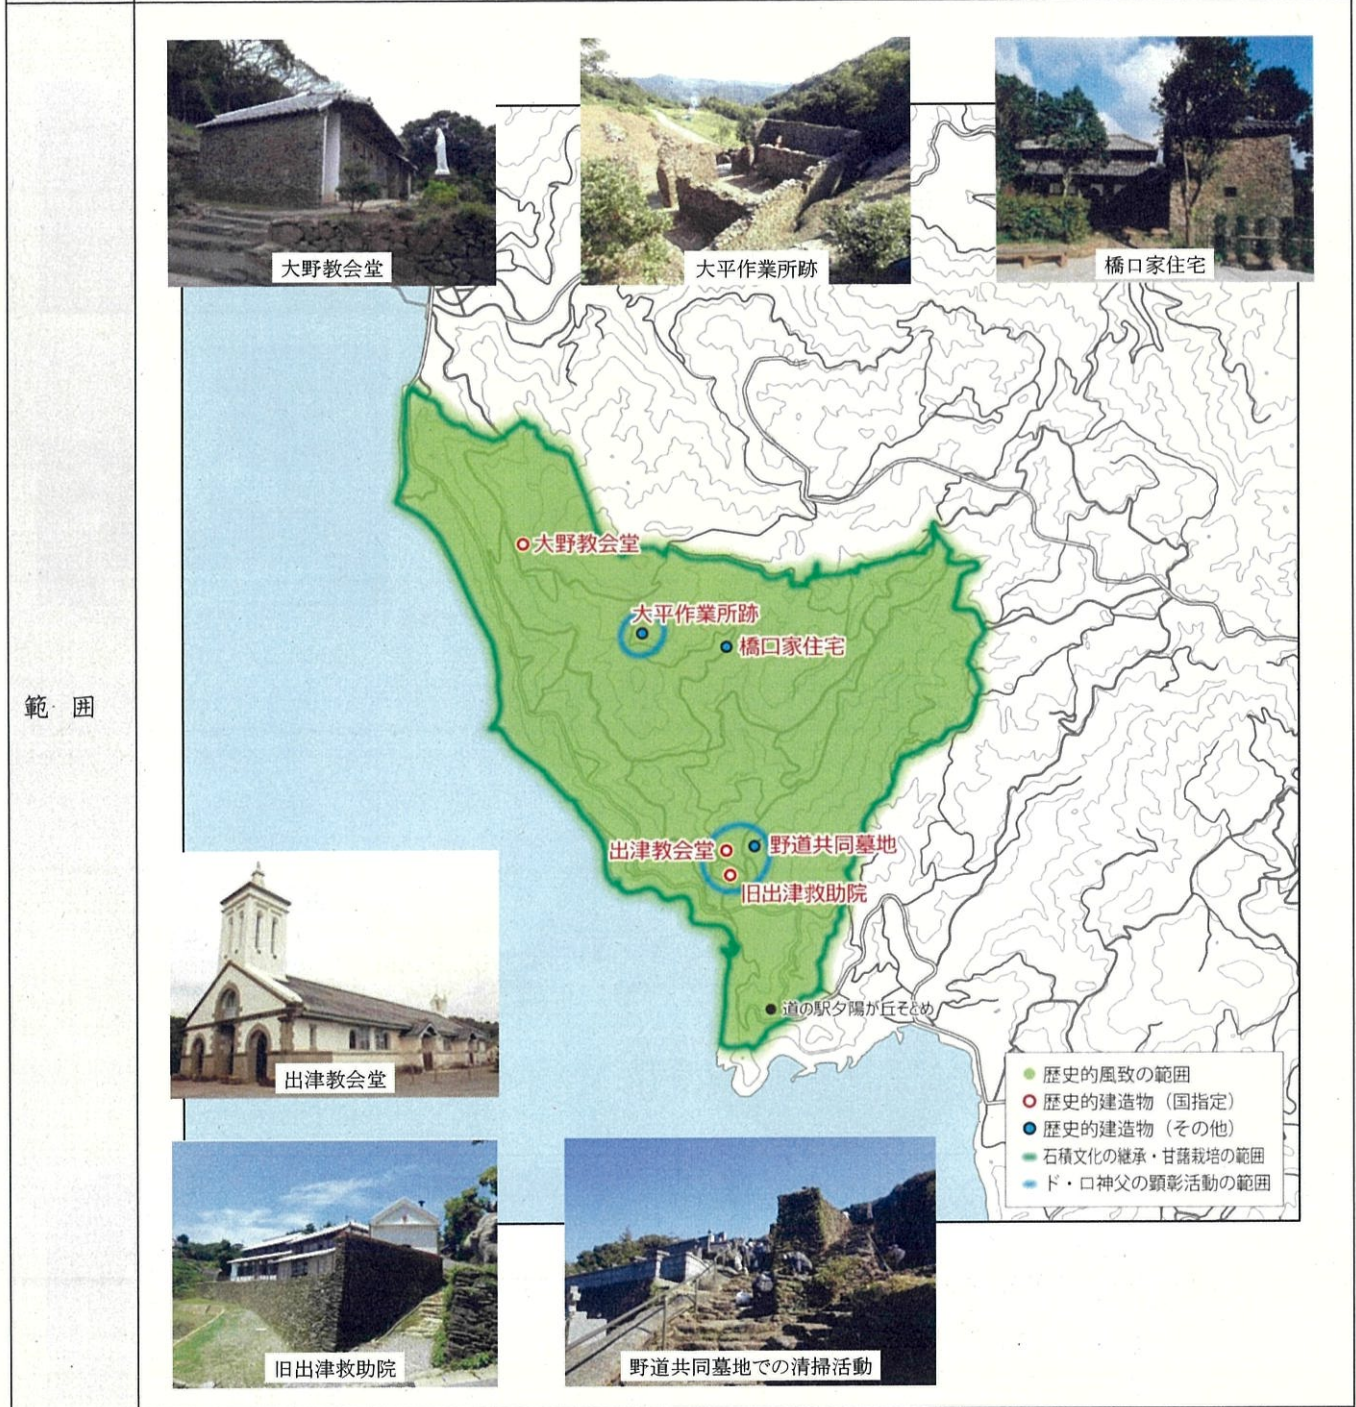 範囲
大野教会堂
大平作業所跡
橋口家住宅
大野教会堂
大平作業所跡
橋口家住宅
出津教会堂
野道共同墓地
旧出津救助院
道の駅夕陽が丘そとめ
出津教会堂
歴史的風致の範囲
歴史的建造物（国指定）
歴史的建造物（その他）
石積文化の継承・甘藷栽培の範囲
ド・ロ神父の顕彰活動の範囲
旧出津救助院
野道共同墓地での清掃活動